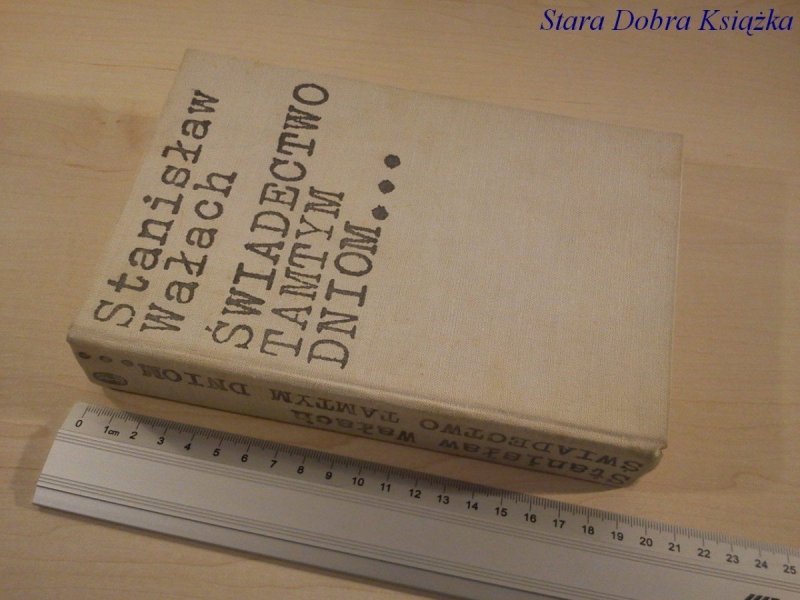 Stara Dobra Książka
Stanisław
Wałach
ŚWIADECTWO
TAMTYM
DNIOM...
Stanisław Wałach
ŚWIADECTWO TAMTYM DNIOM...
0 1cm 2 3 4 5 6 7 8 9 10 11 12 13 14 15 16 17 18 19 20 21 22 23 24 25